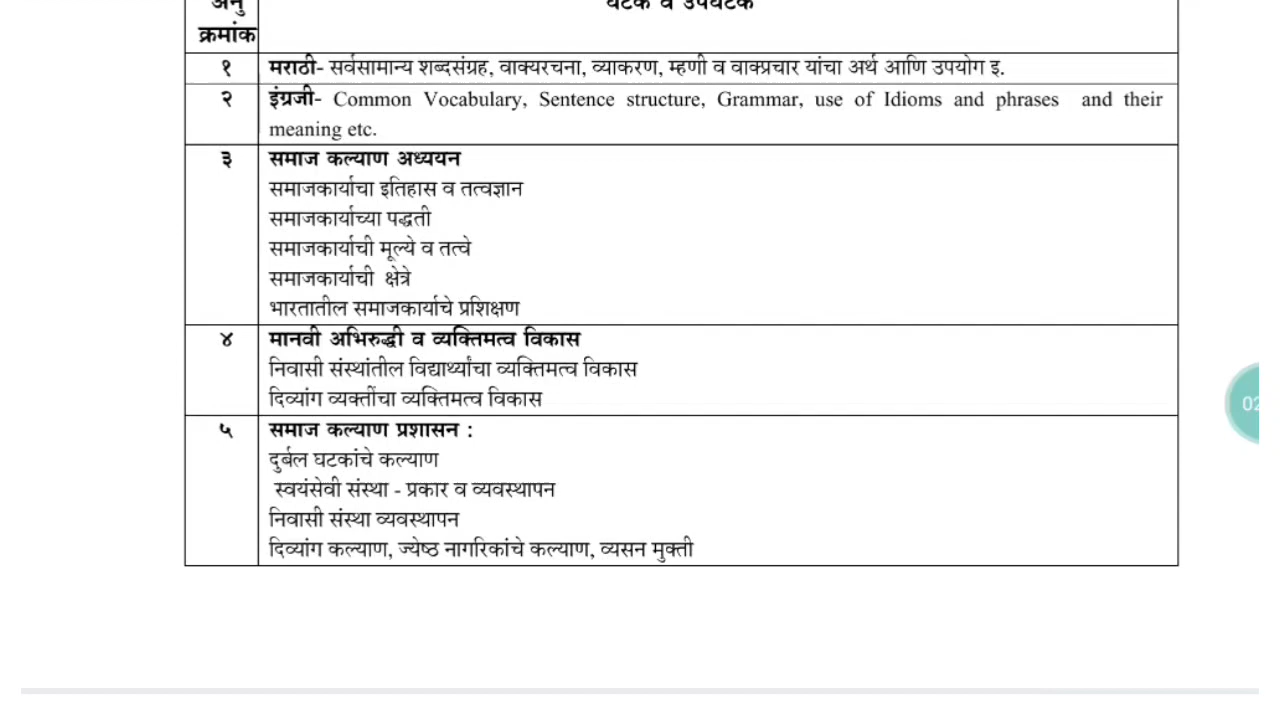 अनु घटक व उपघटक
क्रमांक
१ मराठी- सर्वसामान्य शब्दसंग्रह, वाक्यरचना, व्याकरण, म्हणी व वाक्प्रचार यांचा अर्थ आणि उपयोग इ.
२ इंग्रजी- Common Vocabulary, Sentence structure, Grammar, use of Idioms and phrases and their
meaning etc.
३ समाज कल्याण अध्ययन
समाजकार्याचा इतिहास व तत्वज्ञान
समाजकार्याच्या पद्धती
समाजकार्याची मूल्ये व तत्वे
समाजकार्याची क्षेत्रे
भारतातील समाजकार्याचे प्रशिक्षण
४ मानवी अभिरुद्धी व व्यक्तिमत्व विकास
निवासी संस्थांतील विद्यार्थ्यांचा व्यक्तिमत्व विकास
दिव्यांग व्यक्तींचा व्यक्तिमत्व विकास
५ समाज कल्याण प्रशासन :
दुर्बल घटकांचे कल्याण
स्वयंसेवी संस्था - प्रकार व व्यवस्थापन
निवासी संस्था व्यवस्थापन
दिव्यांग कल्याण, ज्येष्ठ नागरिकांचे कल्याण, व्यसन मुक्ती
02